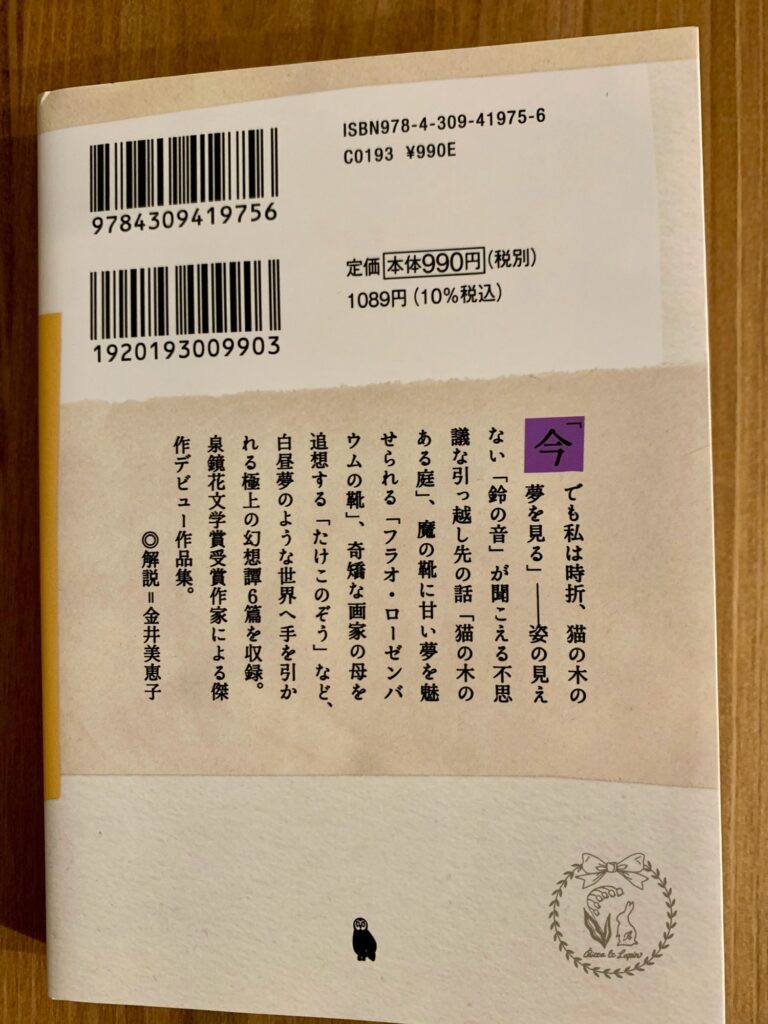 ISBN978-4-309-41975-6
C0193 ¥990E
9784309419756
定価 本体990円 (税別)
1089円 (10%税込)
1920193009903
「今でも私は時折、猫の木の
夢を見る」――姿の見え
ない「鈴の音」が聞こえる不思
議な引っ越し先の話「猫の木の
ある庭」、魔の靴に甘い夢を魅
せられる「フラオ・ローゼンバ
ウムの靴」、奇矯な画家の母を
追想する「たけこのぞう」など、
白昼夢のような世界へ手を引か
れる極上の幻想譚6篇を収録。
泉鏡花文学賞受賞作家による傑
作デビュー作品集。
◎解説=金井美恵子